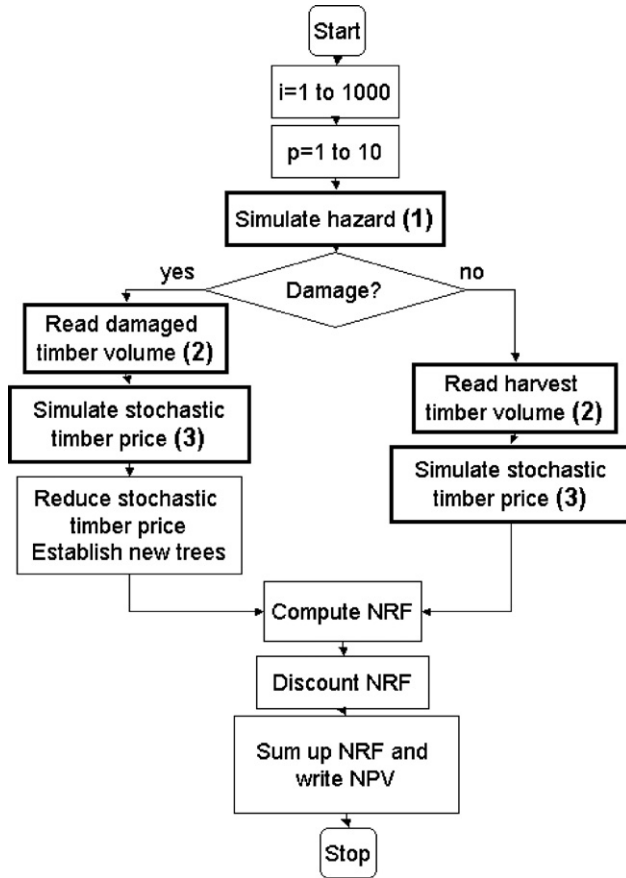 Start
i=1 to 1000
p=1 to 10
Simulate hazard (1)
yes
Damage?
no
Read damaged
timber volume (2)
Simulate stochastic
timber price (3)
Reduce stochastic
timber price
Establish new trees
Read harvest
timber volume (2)
Simulate stochastic
timber price (3)
Compute NRF
Discount NRF
Sum up NRF and
write NPV
Stop